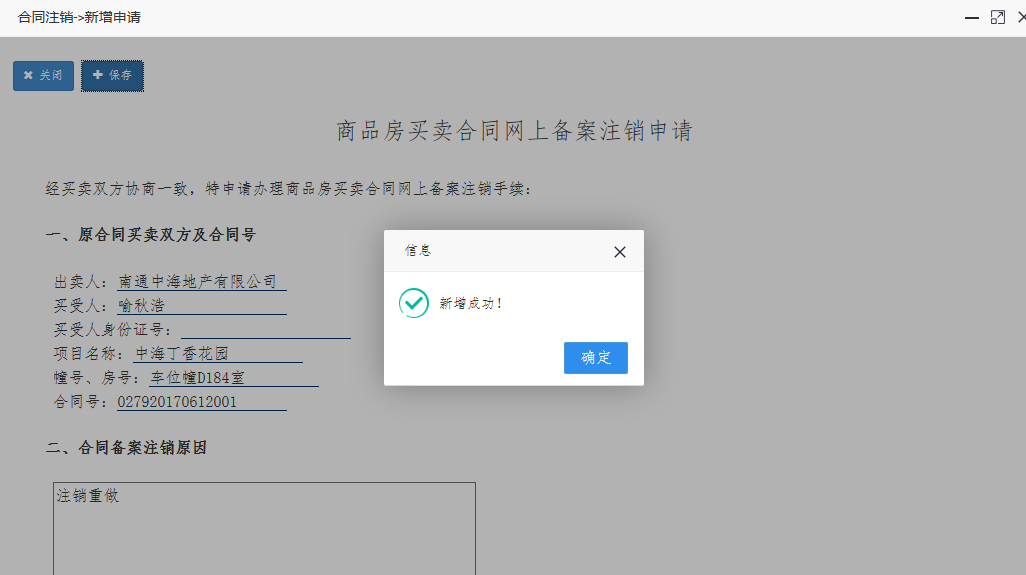 合同注销->新增申请
关闭 保存
商品房买卖合同网上备案注销申请
经买卖双方协商一致，特申请办理商品房买卖合同网上备案注销手续：
一、原合同买卖双方及合同号
出卖人：南通中海地产有限公司
买受人：喻秋浩
买受人身份证号：
项目名称：中海丁香花园
幢号、房号：车位幢D184室
合同号：027920170612001
二、合同备案注销原因
注销重做
信息
新增成功！
确定